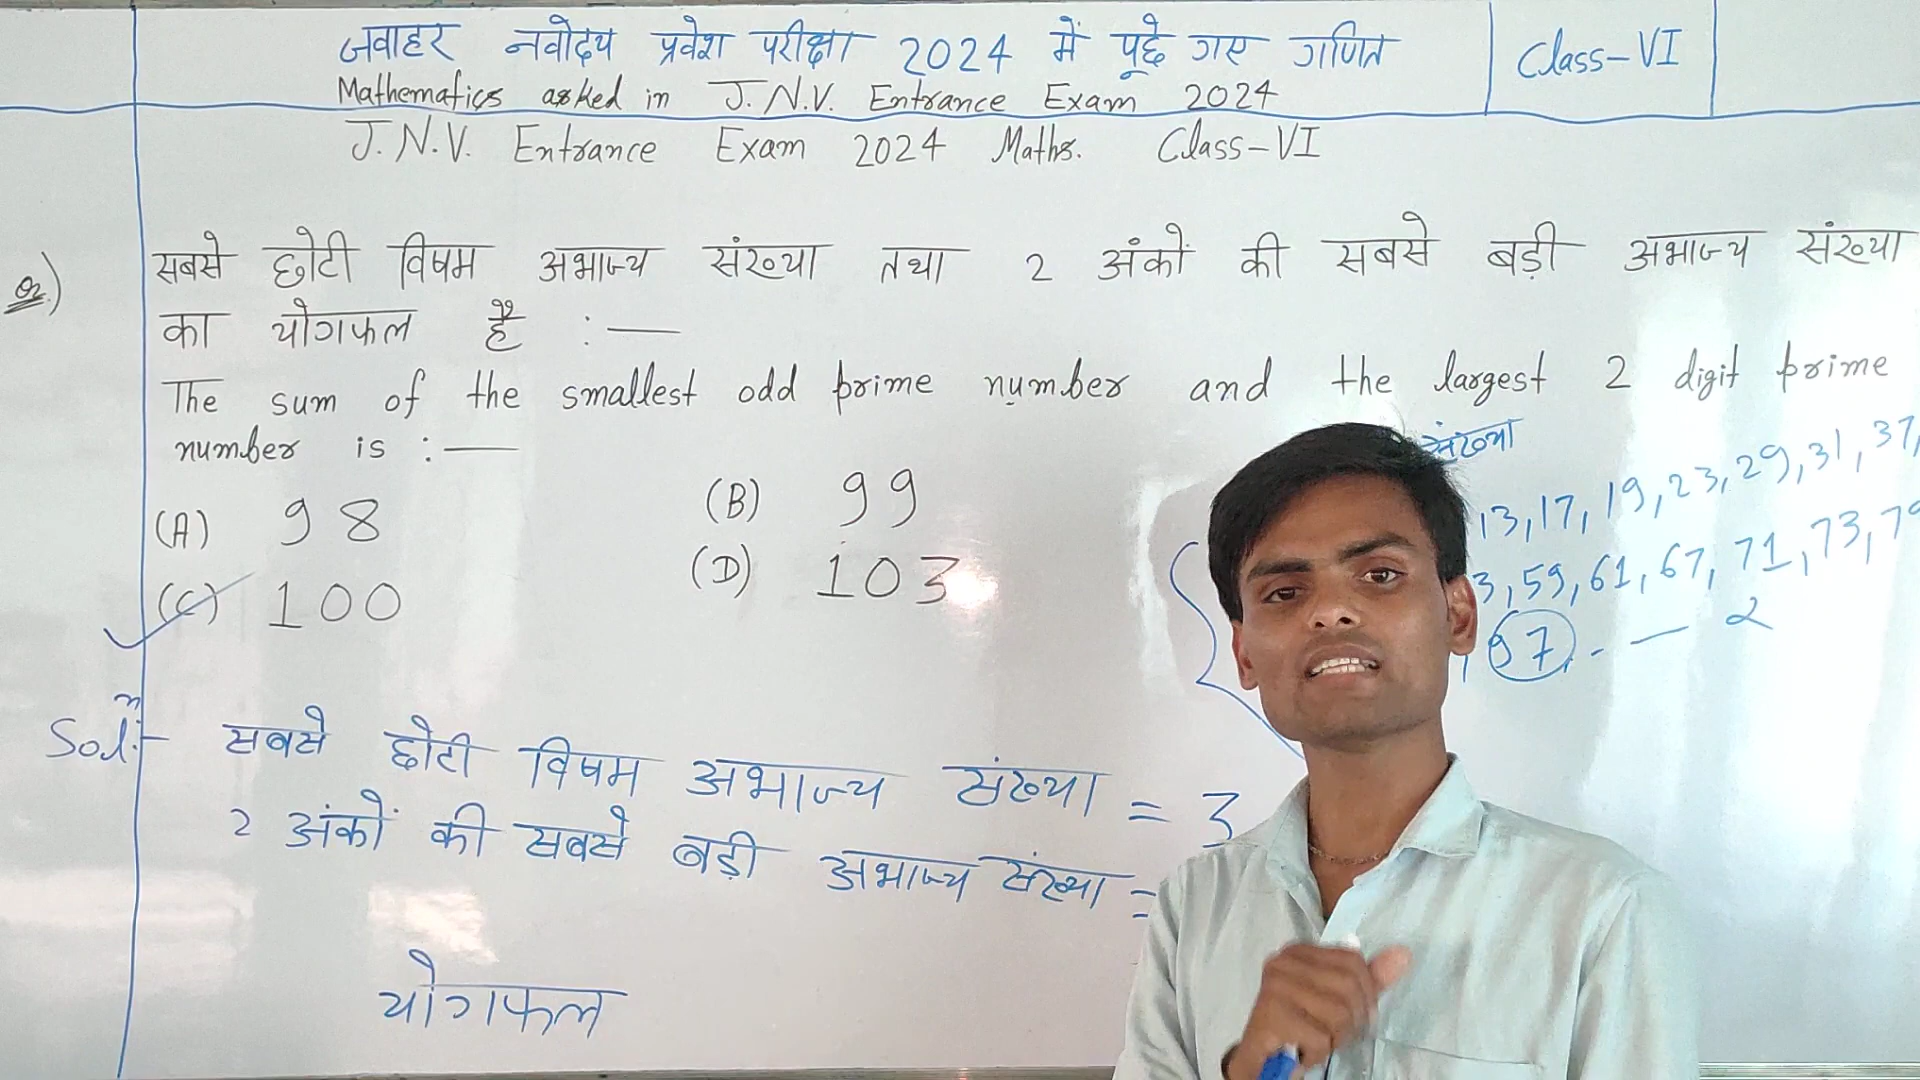 जवाहर नवोदय प्रवेश परीक्षा 2024 में पूछे गए गणित
Class-VI
Mathematics asked in J.N.V. Entrance Exam 2024
J.N.V. Entrance Exam 2024 Maths. Class-VI
Q.) सबसे छोटी विषम अभाज्य संख्या तथा 2 अंकों की सबसे बड़ी अभाज्य संख्या
का योगफल है :—
The sum of the smallest odd prime number and the largest 2 digit prime
number is :—
(A) 98 (B) 99
(C) 100 (D) 103
संख्या
13, 17, 19, 23, 29, 31, 37,
3, 59, 61, 67, 71, 73, 79
, 97, - —
Solⁿ:- सबसे छोटी विषम अभाज्य संख्या = 3
2 अंकों की सबसे बड़ी अभाज्य संख्या =
योगफल